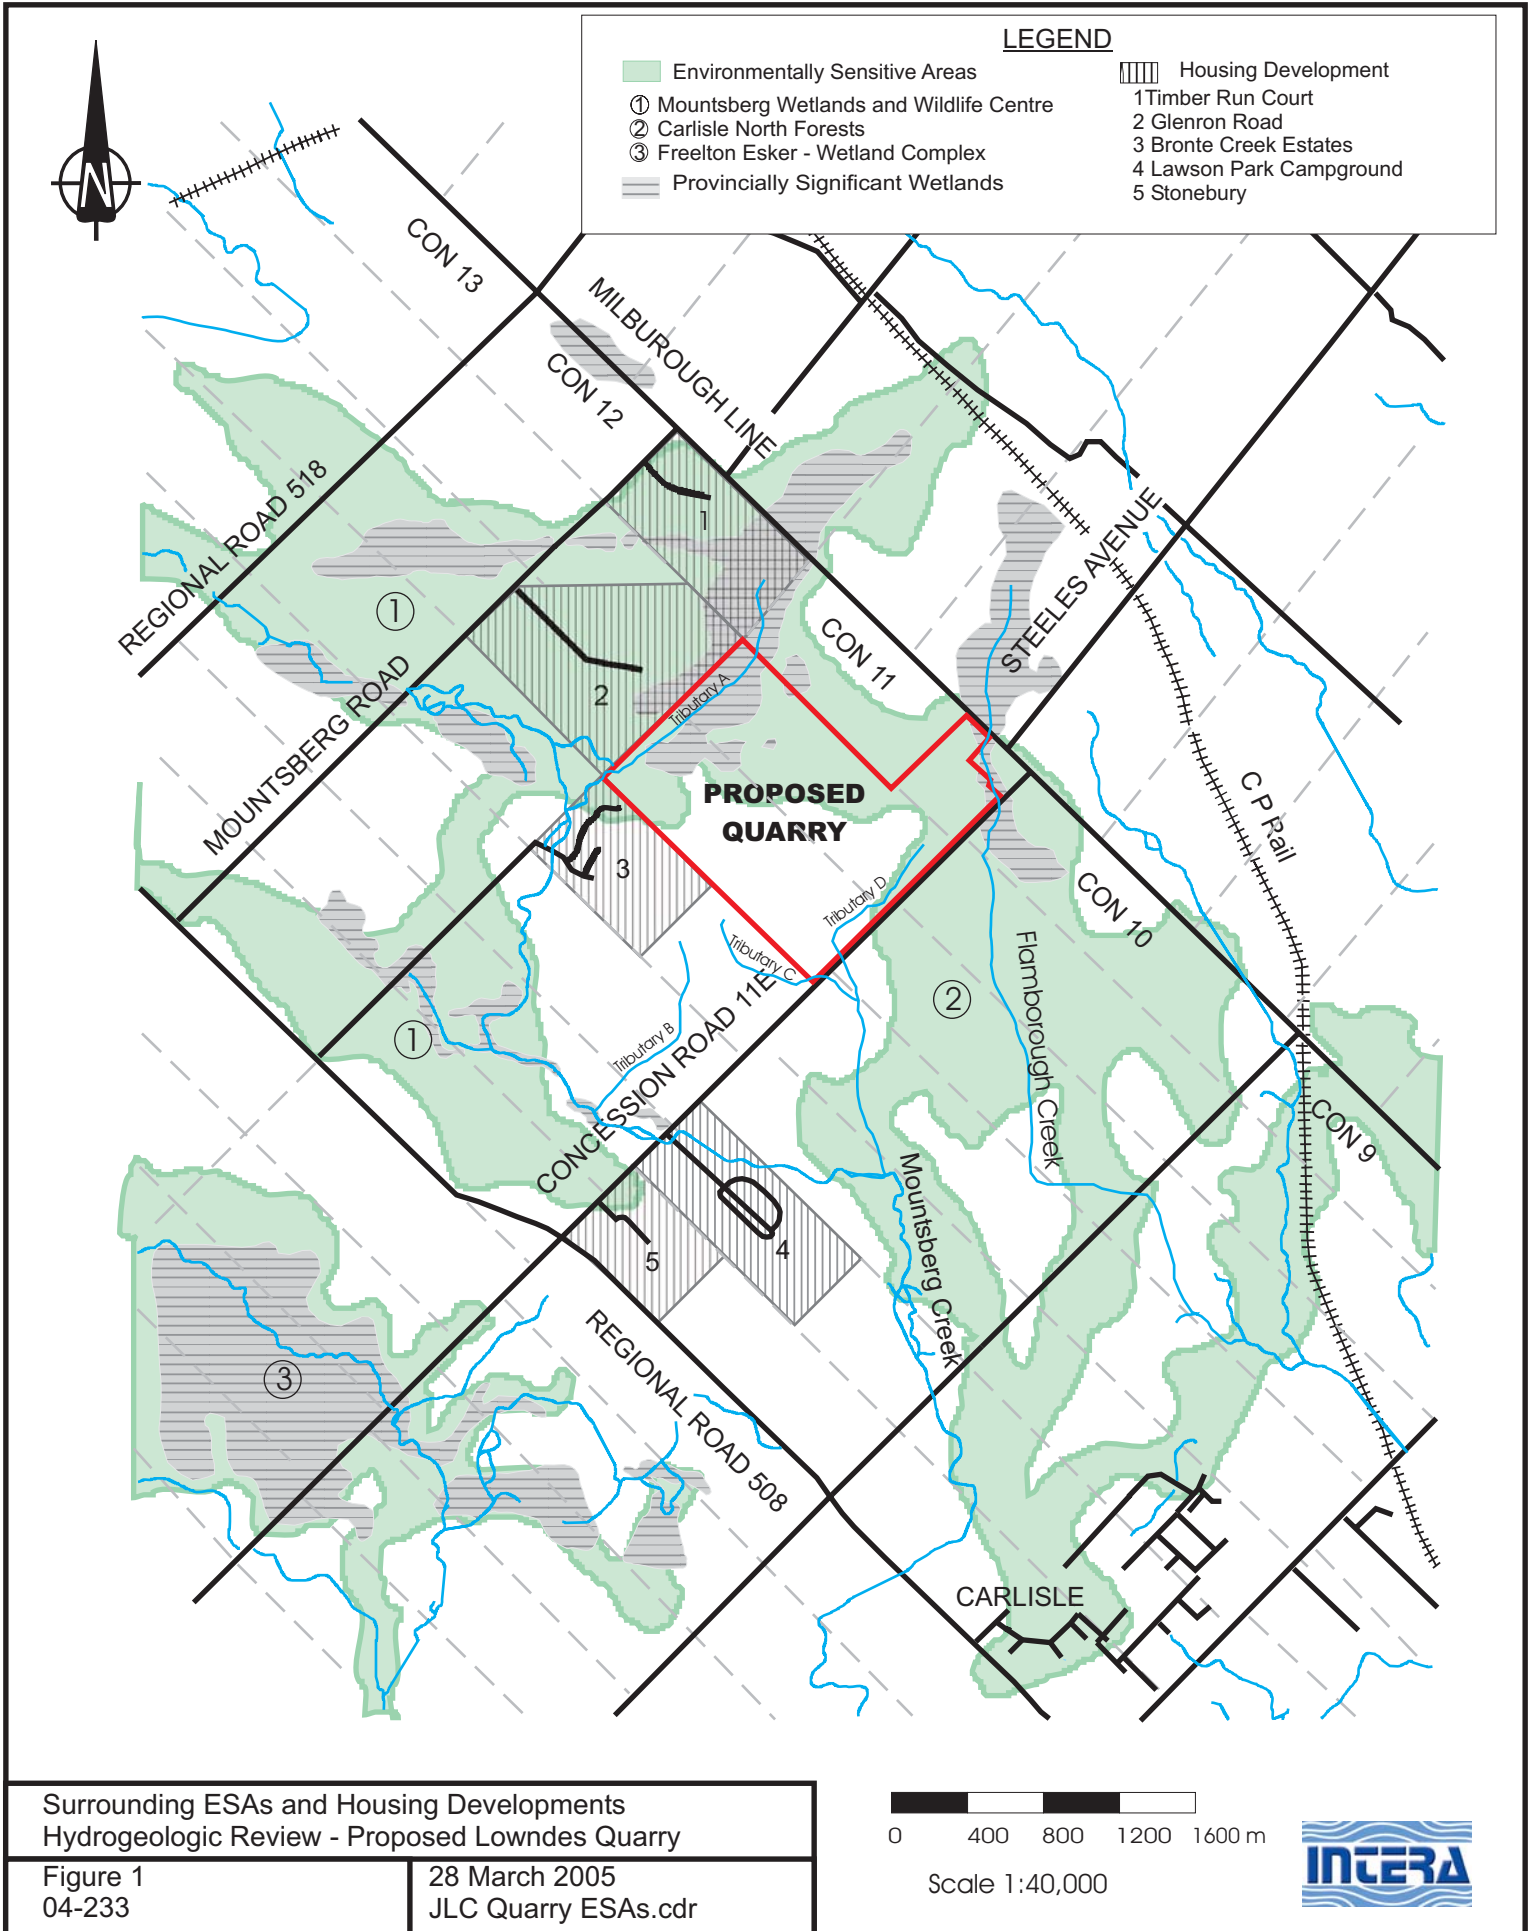 LEGEND
Environmentally Sensitive Areas
① Mountsberg Wetlands and Wildlife Centre
② Carlisle North Forests
③ Freelton Esker - Wetland Complex
Provincially Significant Wetlands
Housing Development
1Timber Run Court
2 Glenron Road
3 Bronte Creek Estates
4 Lawson Park Campground
5 Stonebury
N
CON 13
MILBUROUGH LINE
CON 12
REGIONAL ROAD 518
1
①
STEELES AVENUE
CON 11
2
Tributary A
MOUNTSBERG ROAD
PROPOSED
QUARRY
C P Rail
3
Tributary D
CON 10
Tributary C
Flamborough Creek
②
①
Tributary B
CONCESSION ROAD 11E
CON 9
Mountsberg Creek
4
5
③
REGIONAL ROAD 508
CARLISLE
Surrounding ESAs and Housing Developments
Hydrogeologic Review - Proposed Lowndes Quarry
Figure 1
04-233
28 March 2005
JLC Quarry ESAs.cdr
0 400 800 1200 1600 m
Scale 1:40,000
INTERA